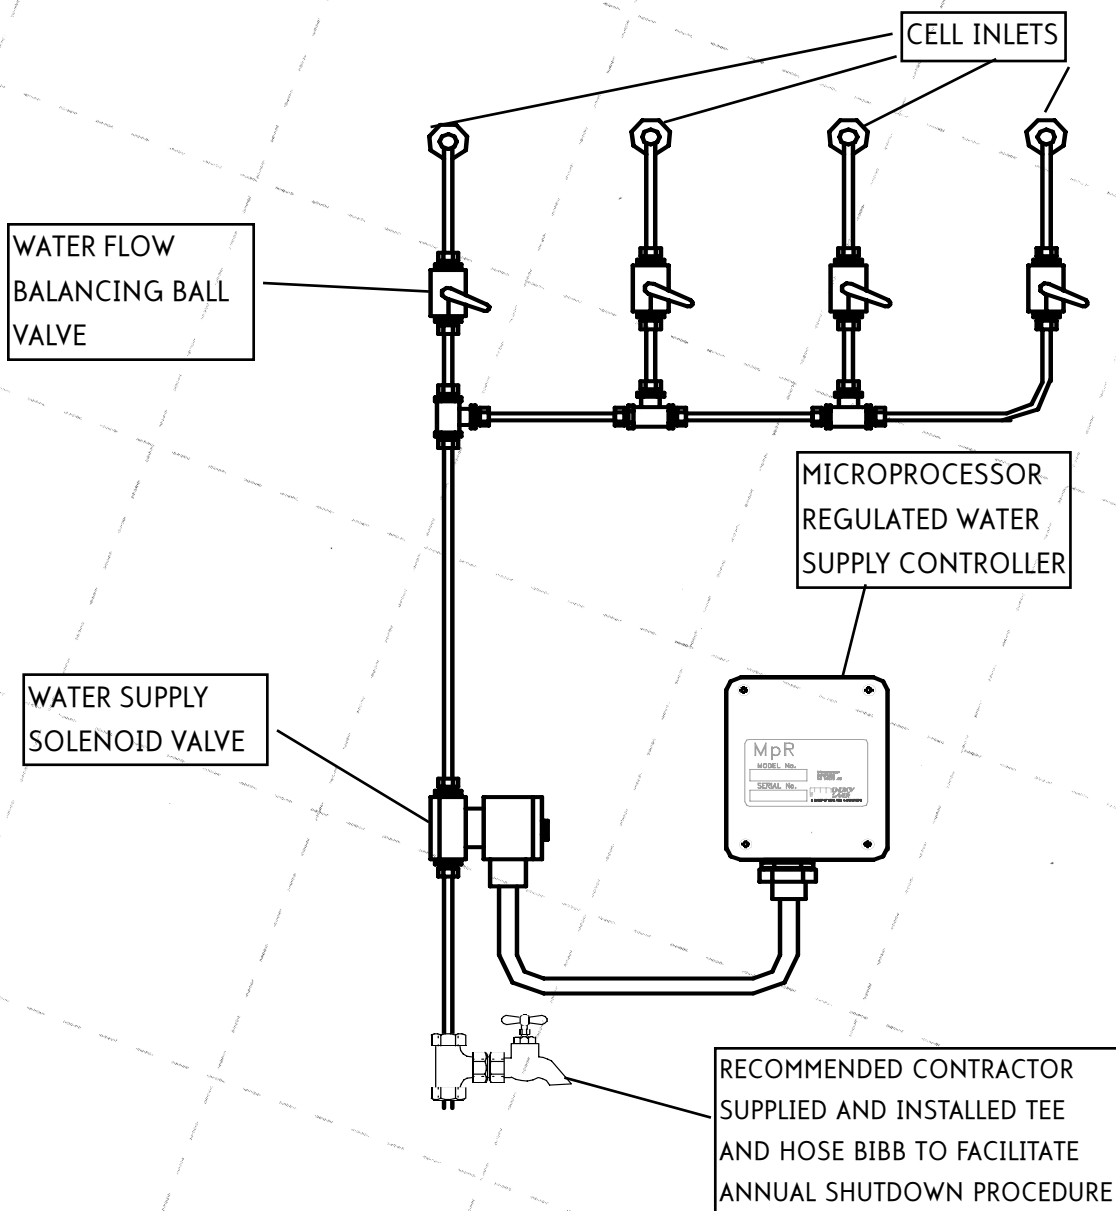 CELL INLETS
WATER FLOW
BALANCING BALL
VALVE
MICROPROCESSOR
REGULATED WATER
SUPPLY CONTROLLER
WATER SUPPLY
SOLENOID VALVE
MpR
MODEL No.
SERIAL No.
RECOMMENDED CONTRACTOR
SUPPLIED AND INSTALLED TEE
AND HOSE BIBB TO FACILITATE
ANNUAL SHUTDOWN PROCEDURE